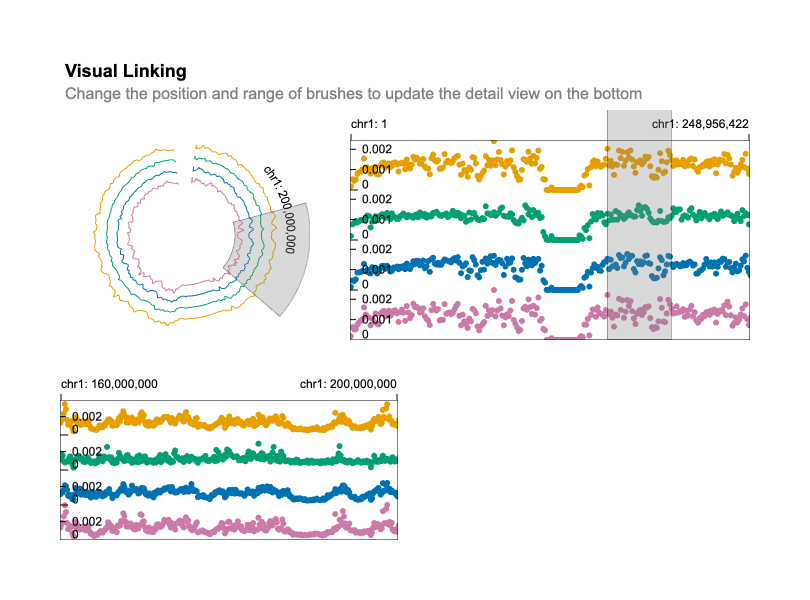 Visual Linking
Change the position and range of brushes to update the detail view on the bottom
chr1: 200,000,000
chr1: 1
chr1: 248,956,422
0.002
0.001
0
0.002
0.001
0
0.002
0.001
0
0.002
0.001
0
chr1: 160,000,000
chr1: 200,000,000
0.002
0
0.002
0
0.002
0
0.002
0